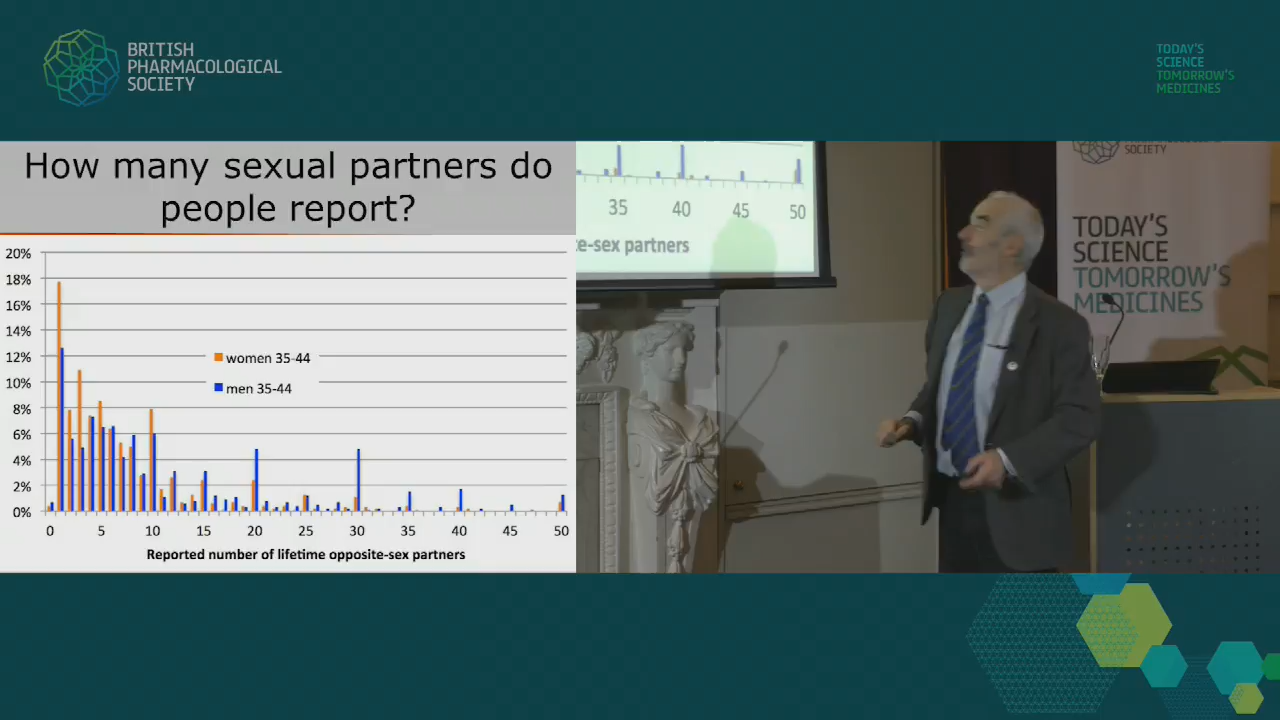 BRITISH
PHARMACOLOGICAL
SOCIETY
TODAY'S
SCIENCE
TOMORROW'S
MEDICINES
How many sexual partners do
people report?
20%
18%
16%
14%
12%
10%
8%
6%
4%
2%
0%
women 35-44
men 35-44
0 5 10 15 20 25 30 35 40 45 50
Reported number of lifetime opposite-sex partners
35 40 45 50
e-sex partners
SOCIETY
TODAY'S
SCIENCE
TOMORROW'S
MEDICINES